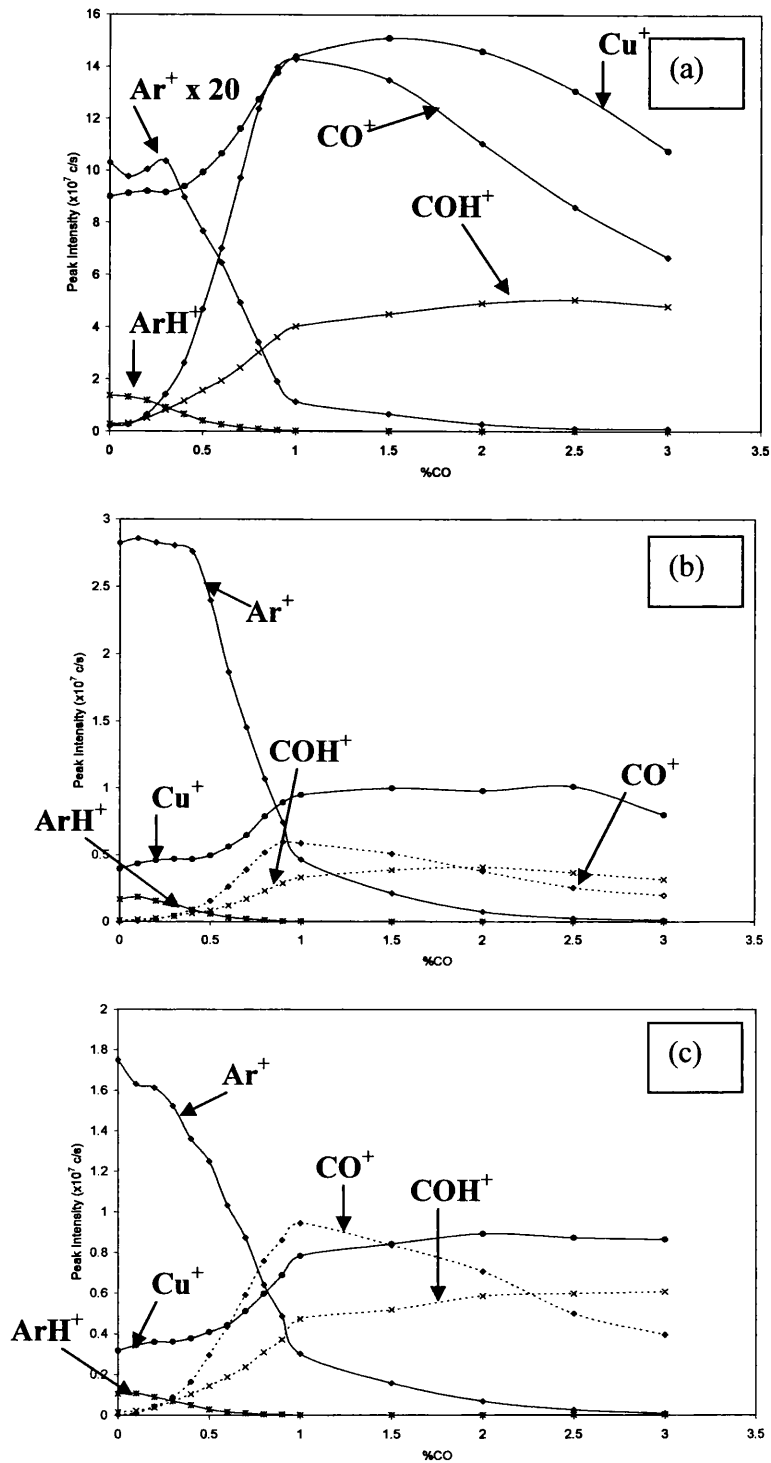 16
14
12
10
8
6
4
2
0
Peak Intensity (x10⁷ c/s)
Ar⁺ x 20
ArH⁺
CO⁺
COH⁺
Cu⁺
(a)
0 0.5 1 1.5 2 2.5 3 3.5
%CO
3
2.5
2
1.5
1
0.5
0
Peak Intensity (x10⁷ c/s)
Ar⁺
COH⁺
Cu⁺
ArH⁺
CO⁺
(b)
0 0.5 1 1.5 2 2.5 3 3.5
%CO
2
1.8
1.6
1.4
1.2
1
0.8
0.6
0.4
0.2
0
Peak Intensity (x10⁷ c/s)
Ar⁺
CO⁺
COH⁺
Cu⁺
ArH⁺
(c)
0 0.5 1 1.5 2 2.5 3 3.5
%CO